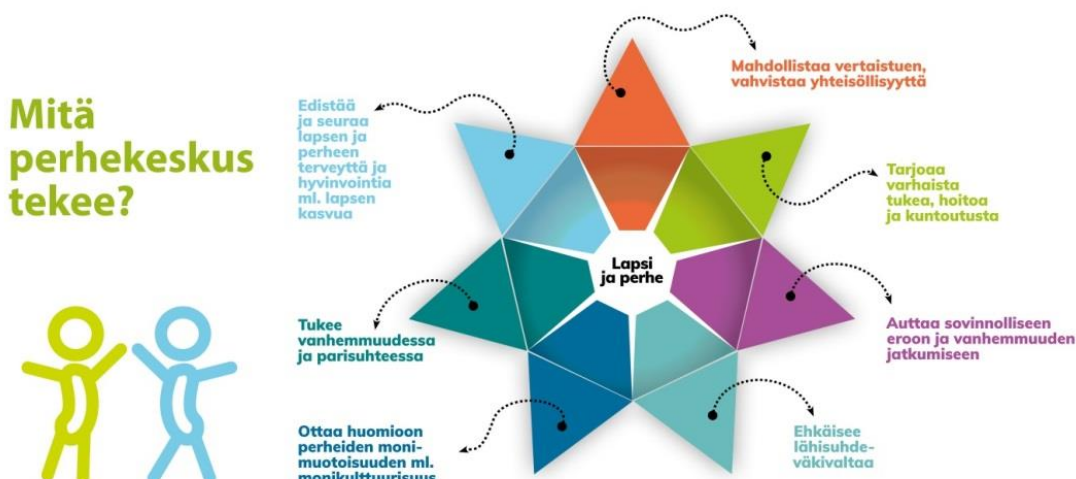 Mitä
perhekeskus
tekee?
Edistää
ja seuraa
lapsen ja
perheen
terveyttä ja
hyvinvointia
ml. lapsen
kasvua
Mahdollistaa vertaistuen,
vahvistaa yhteisöllisyyttä
Tarjoaa
varhaista
tukea, hoitoa
ja kuntoutusta
Lapsi
ja perhe
Tukee
vanhemmuudessa
ja parisuhteessa
Auttaa sovinnolliseen
eroon ja vanhemmuuden
jatkumiseen
Ottaa huomioon
perheiden moni-
muotoisuuden ml.
monikulttuurisuus
Ehkäisee
lähisuhde-
väkivaltaa